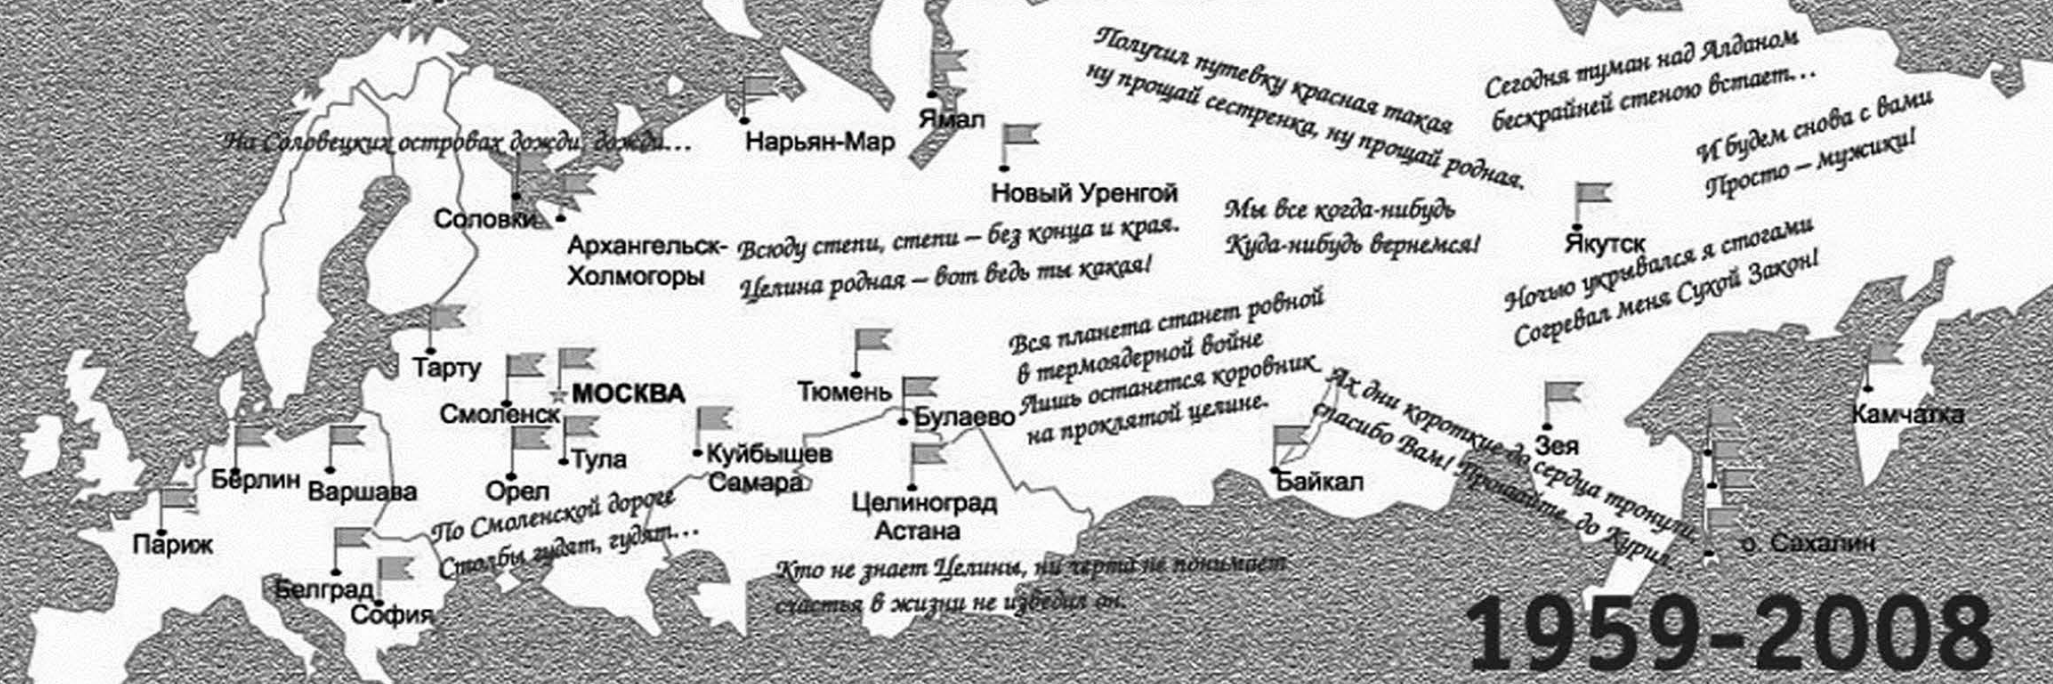 Получил путевку красная такая
ну прощай сестренка, ну прощай родная.
Сегодня туман над Алданом
бескрайней стеною встает...
И будем снова с вами
Просто – мужики!
На Соловецких островах дожди, дожди...
Нарьян-Мар
Ямал
Новый Уренгой
Соловки
Архангельск-
Холмогоры
Всюду степи, степи – без конца и края.
Целина родная – вот ведь ты какая!
Мы все когда-нибудь
Куда-нибудь вернемся!
Якутск
Ночью укрывался я стогами
Согревал меня Сухой Закон!
Вся планета станет ровной
в термоядерной войне
Лишь останется коровник
на проклятой целине.
Ах дни короткие до сердца тронули,
спасибо Вам! Прощайте, до Курил...
Тарту
Смоленск
МОСКВА
Тюмень
Булаево
Камчатка
Зея
Тула
Куйбышев
Самара
Берлин
Варшава
Орел
Целиноград
Астана
Байкал
Париж
По Смоленской дороге
Столбы гудят, гудят...
о. Сахалин
Белград
София
Кто не знает Целины, ни черта не понимает
счастья в жизни не изведал он.
1959-2008